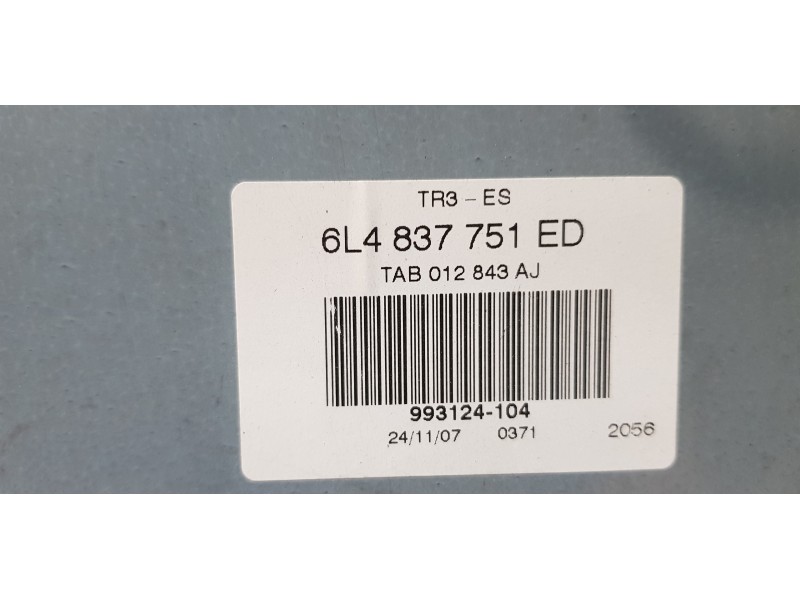 TR3 - ES
6L4 837 751 ED
TAB 012 843 AJ
993124-104
24/11/07 0371 2056